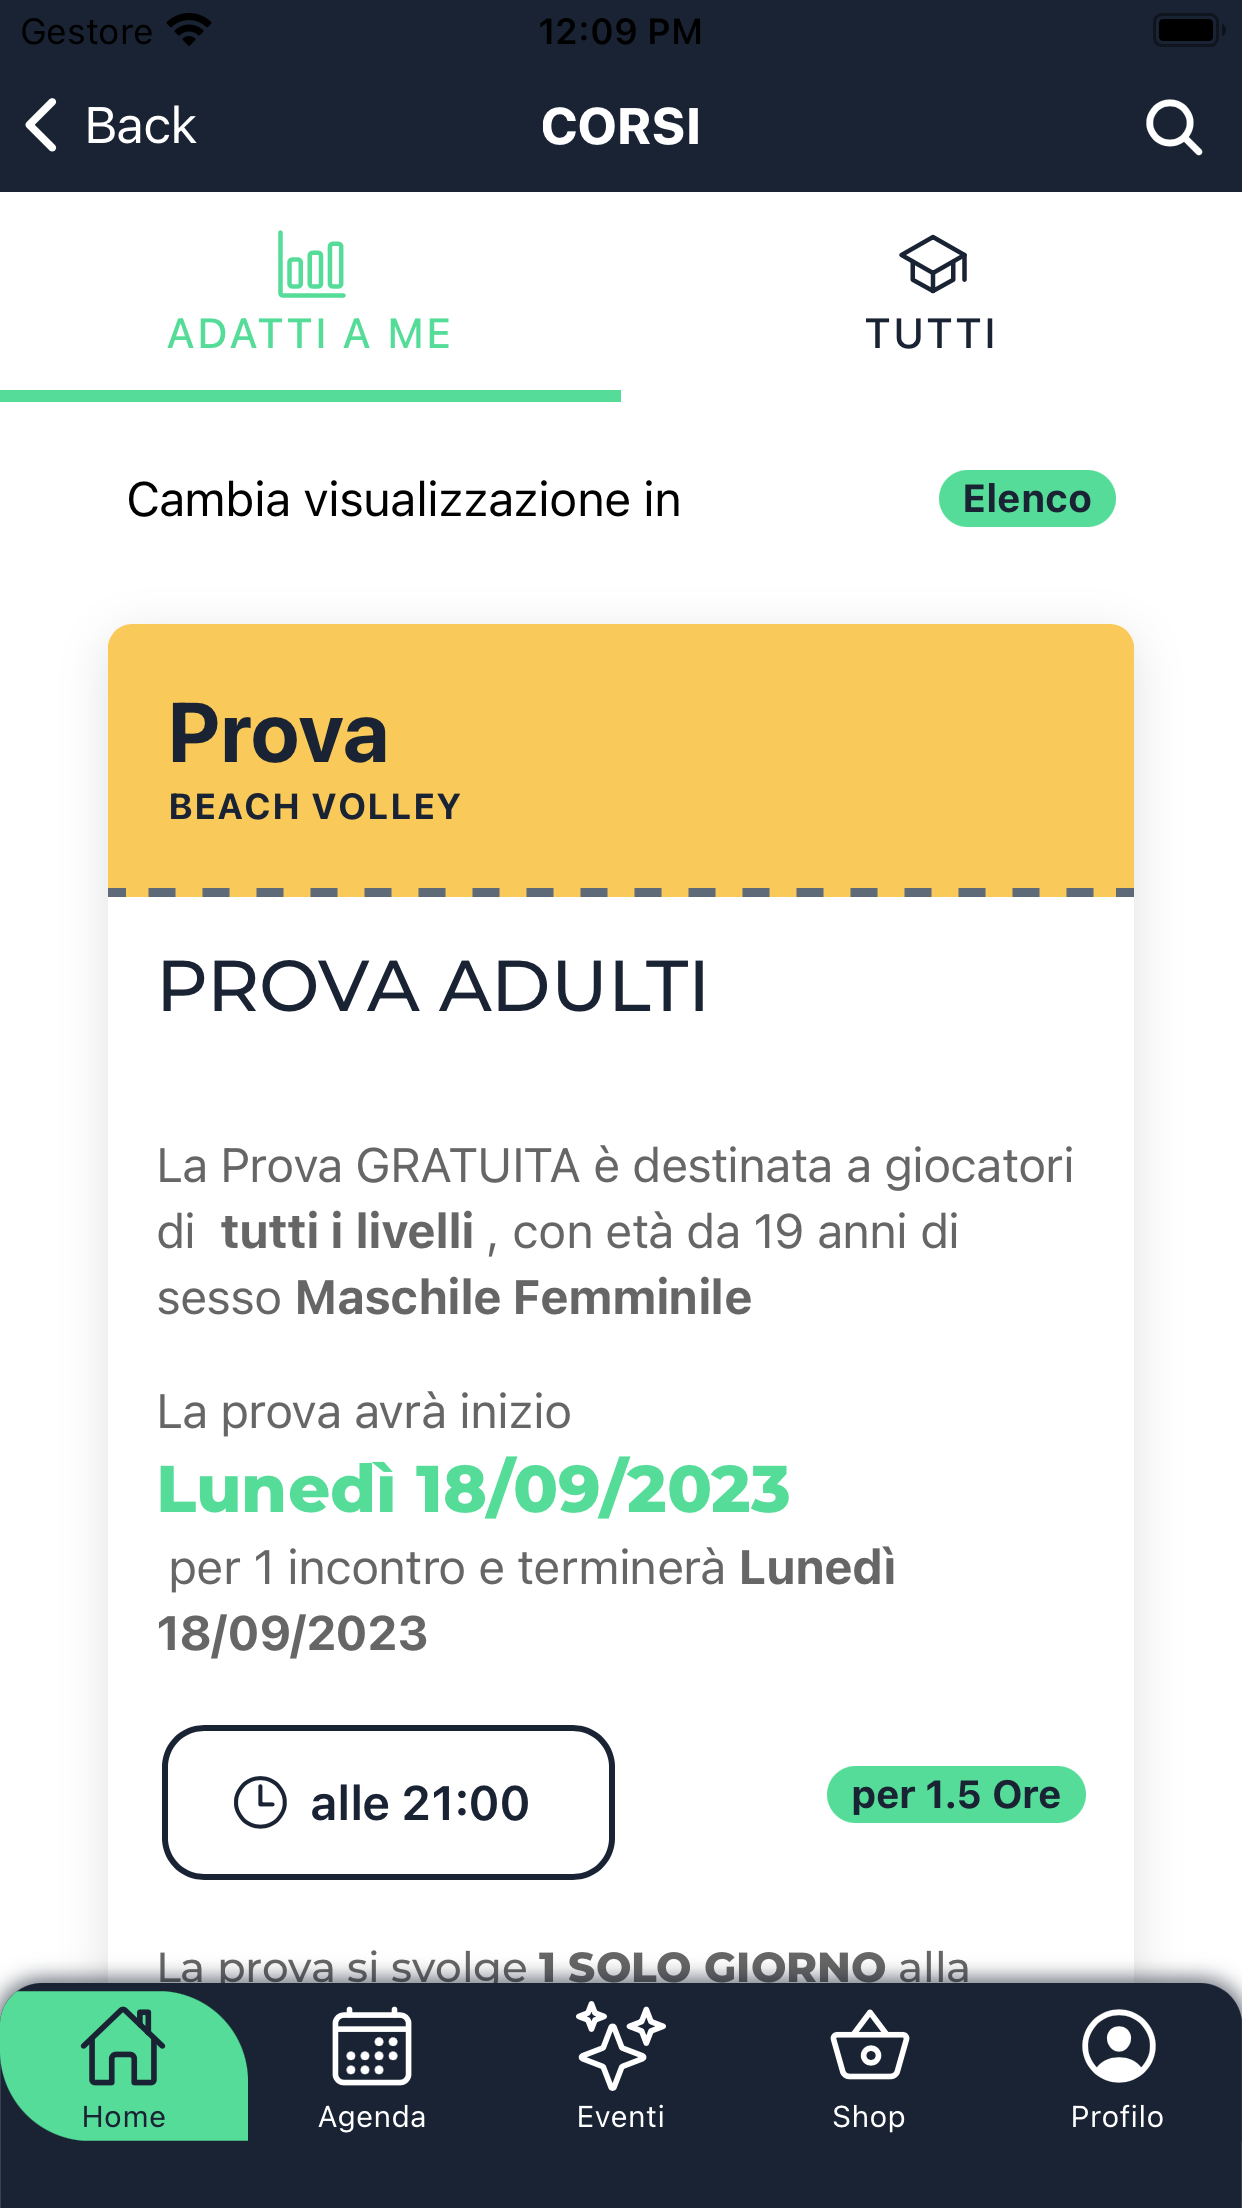 Gestore 12:09 PM
Back CORSI
ADATTI A ME TUTTI
Cambia visualizzazione in Elenco
Prova
BEACH VOLLEY
PROVA ADULTI
La Prova GRATUITA è destinata a giocatori
di tutti i livelli , con età da 19 anni di
sesso Maschile Femminile
La prova avrà inizio
Lunedì 18/09/2023
per 1 incontro e terminerà Lunedì
18/09/2023
alle 21:00 per 1.5 Ore
La prova si svolge 1 SOLO GIORNO alla
Home Agenda Eventi Shop Profilo